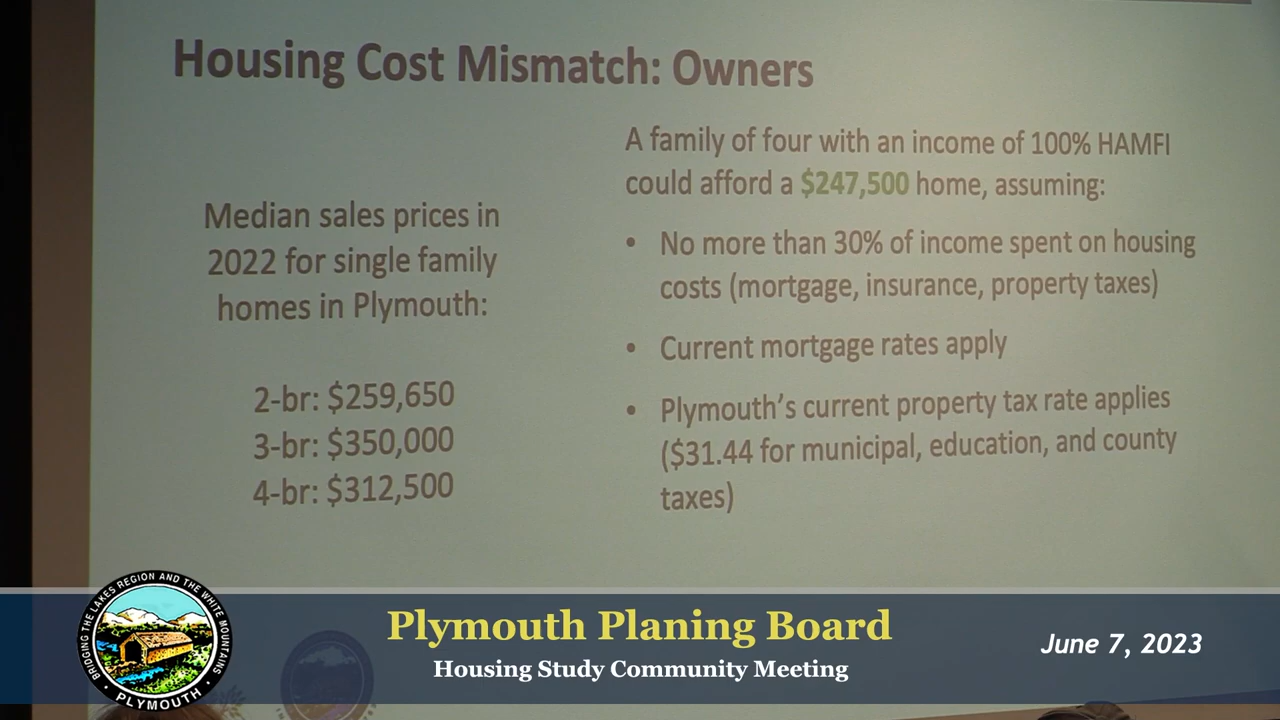 Housing Cost Mismatch: Owners
Median sales prices in
2022 for single family
homes in Plymouth:
2-br: $259,650
3-br: $350,000
4-br: $312,500
A family of four with an income of 100% HAMFI
could afford a $247,500 home, assuming:
• No more than 30% of income spent on housing
costs (mortgage, insurance, property taxes)
• Current mortgage rates apply
• Plymouth's current property tax rate applies
($31.44 for municipal, education, and county
taxes)
BRIDGING THE LAKES REGION AND THE WHITE MOUNTAINS
• PLYMOUTH •
Plymouth Planing Board
Housing Study Community Meeting
June 7, 2023